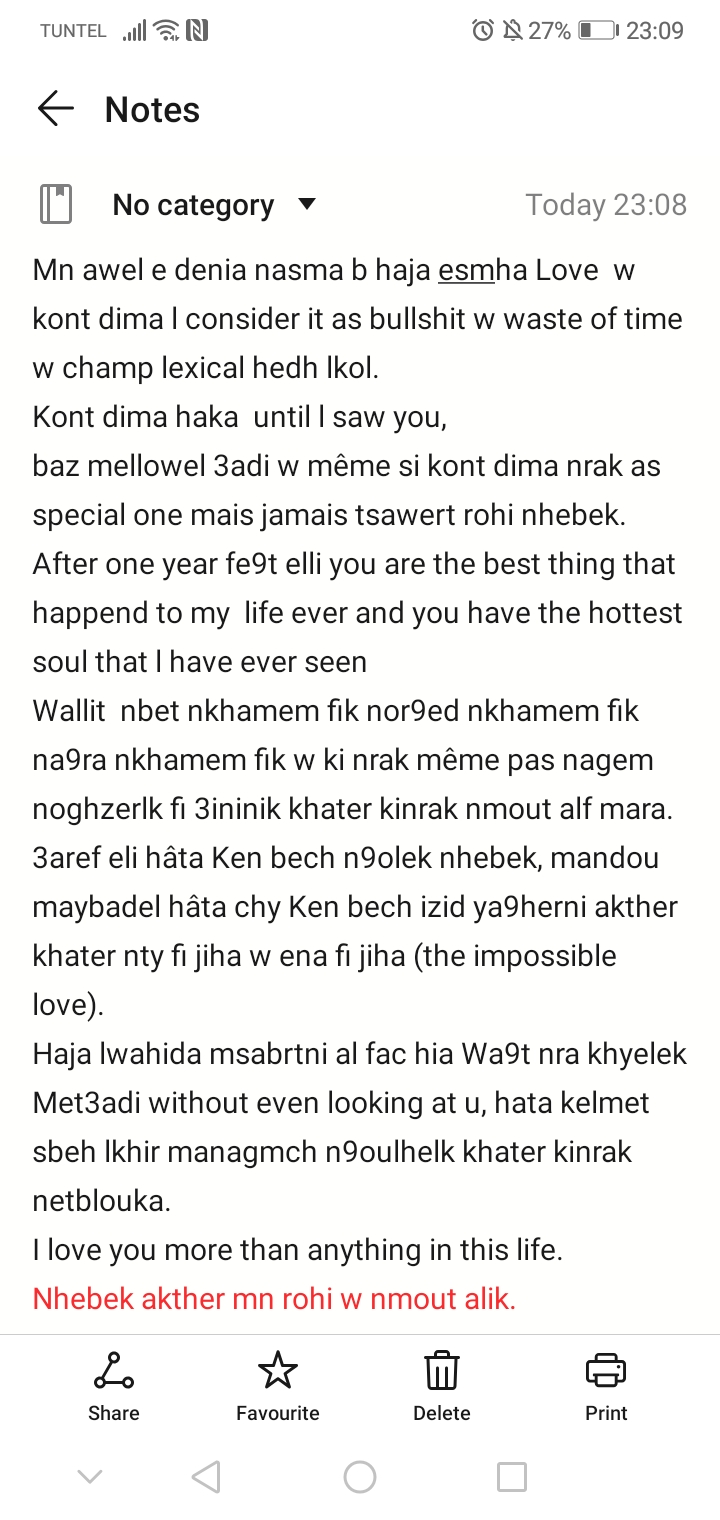 TUNTEL 27% 23:09
Notes
No category Today 23:08
Mn awel e denia nasma b haja esmha Love w
kont dima I consider it as bullshit w waste of time
w champ lexical hedh lkol.
Kont dima haka until I saw you,
baz mellowel 3adi w même si kont dima nrak as
special one mais jamais tsawert rohi nhebek.
After one year fe9t elli you are the best thing that
happend to my life ever and you have the hottest
soul that I have ever seen
Wallit nbet nkhamem fik nor9ed nkhamem fik
na9ra nkhamem fik w ki nrak même pas nagem
noghzerlk fi 3ininik khater kinrak nmout alf mara.
3aref eli hâta Ken bech n9olek nhebek, mandou
maybadel hâta chy Ken bech izid ya9herni akther
khater nty fi jiha w ena fi jiha (the impossible
love).
Haja lwahida msabrtni al fac hia Wa9t nra khyelek
Met3adi without even looking at u, hata kelmet
sbeh lkhir managmch n9oulhelk khater kinrak
netblouka.
I love you more than anything in this life.
Nhebek akther mn rohi w nmout alik.
Share Favourite Delete Print